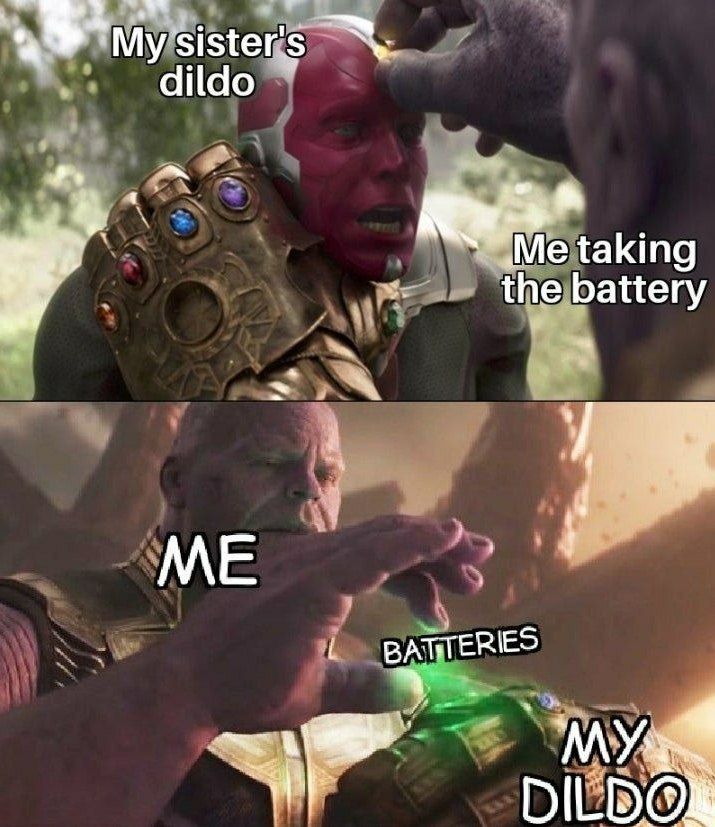 My sister's
dildo
Me taking
the battery
ME
BATTERIES
MY
DILDO